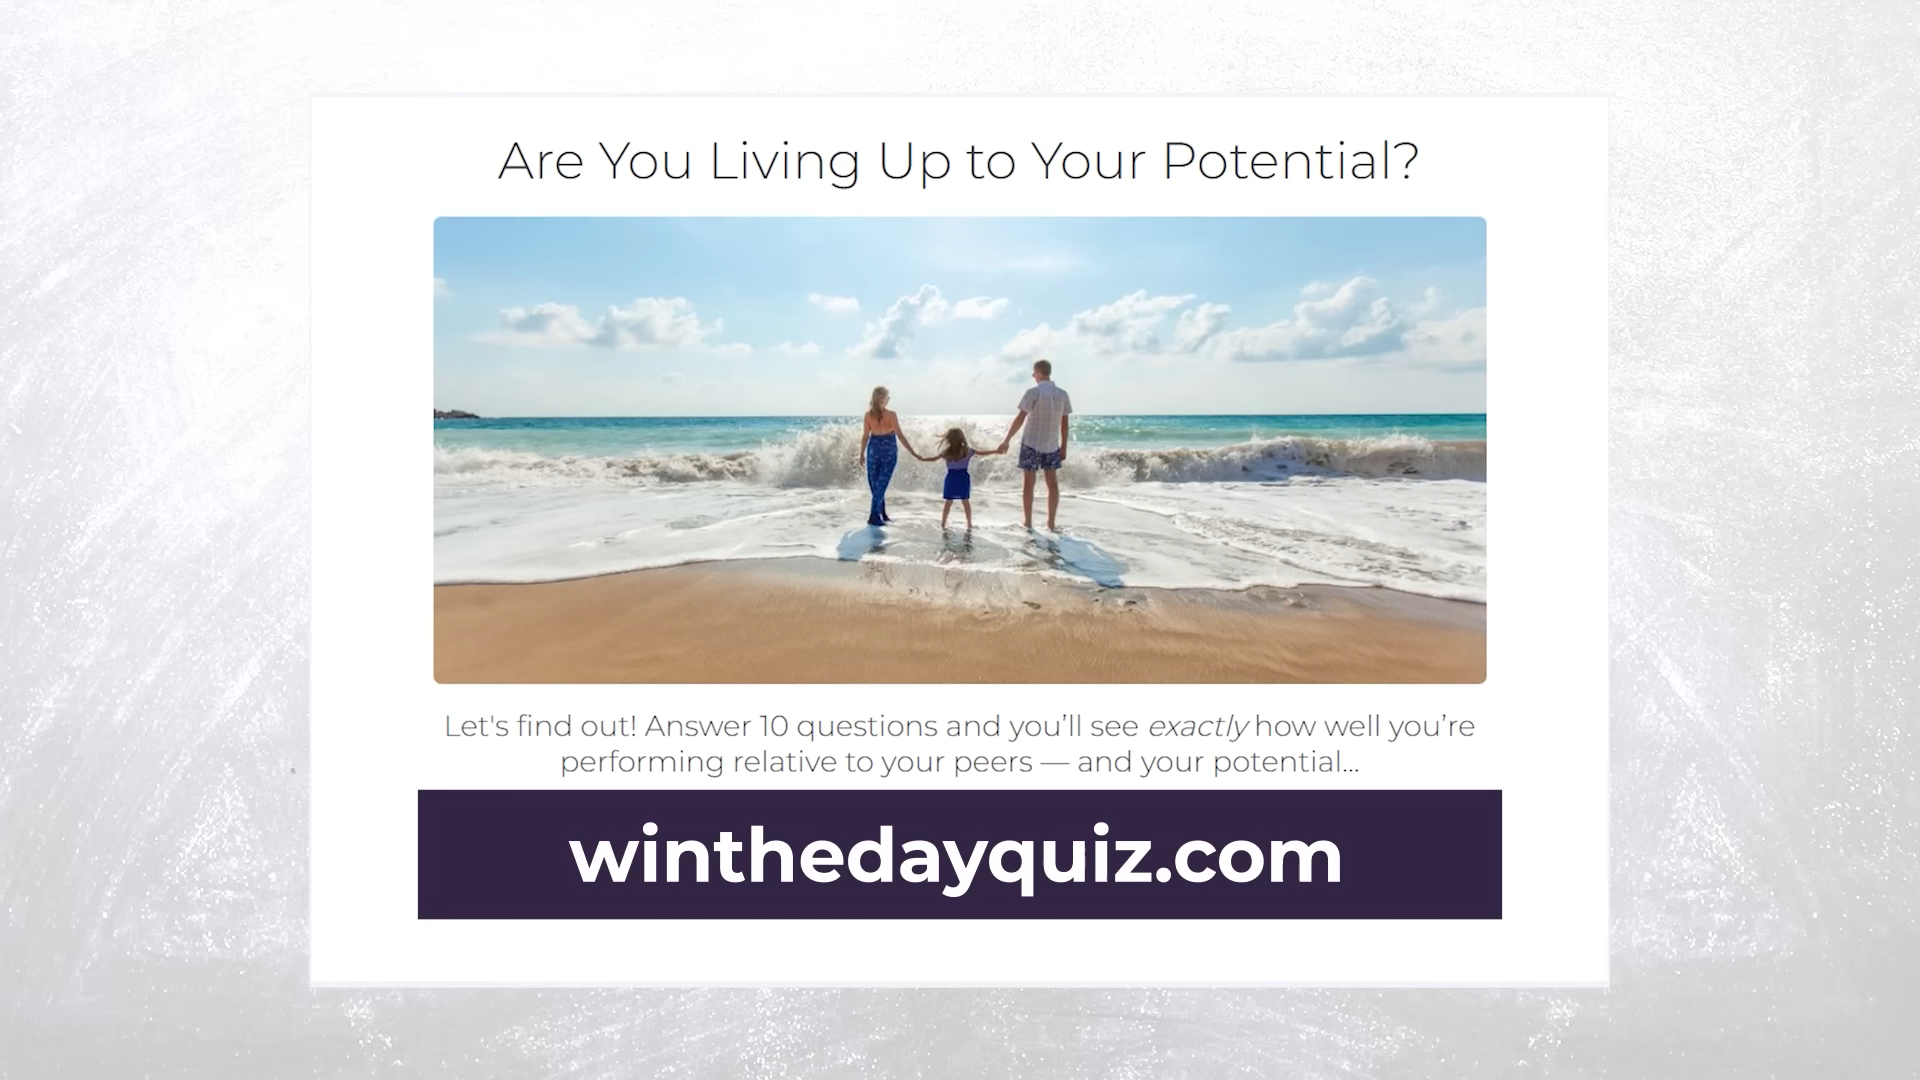 Are You Living Up to Your Potential?
Let's find out! Answer 10 questions and you’ll see exactly how well you’re
performing relative to your peers — and your potential...
winthedayquiz.com